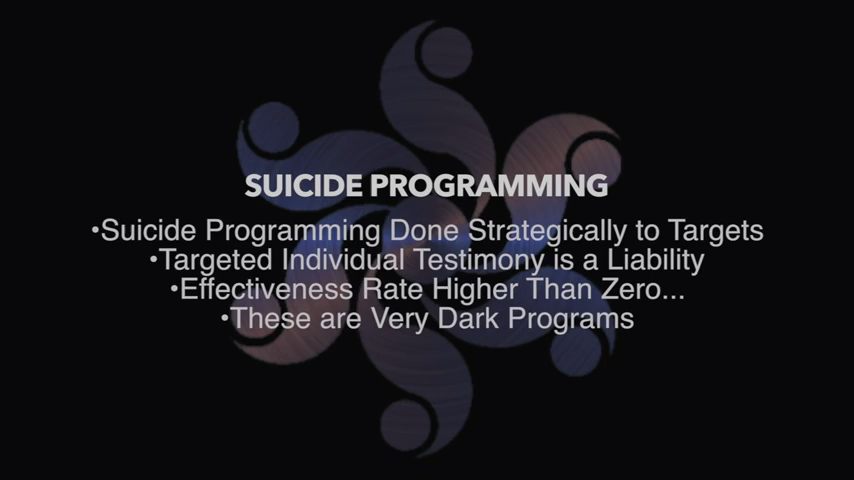 SUICIDE PROGRAMMING
•Suicide Programming Done Strategically to Targets
•Targeted Individual Testimony is a Liability
•Effectiveness Rate Higher Than Zero...
•These are Very Dark Programs